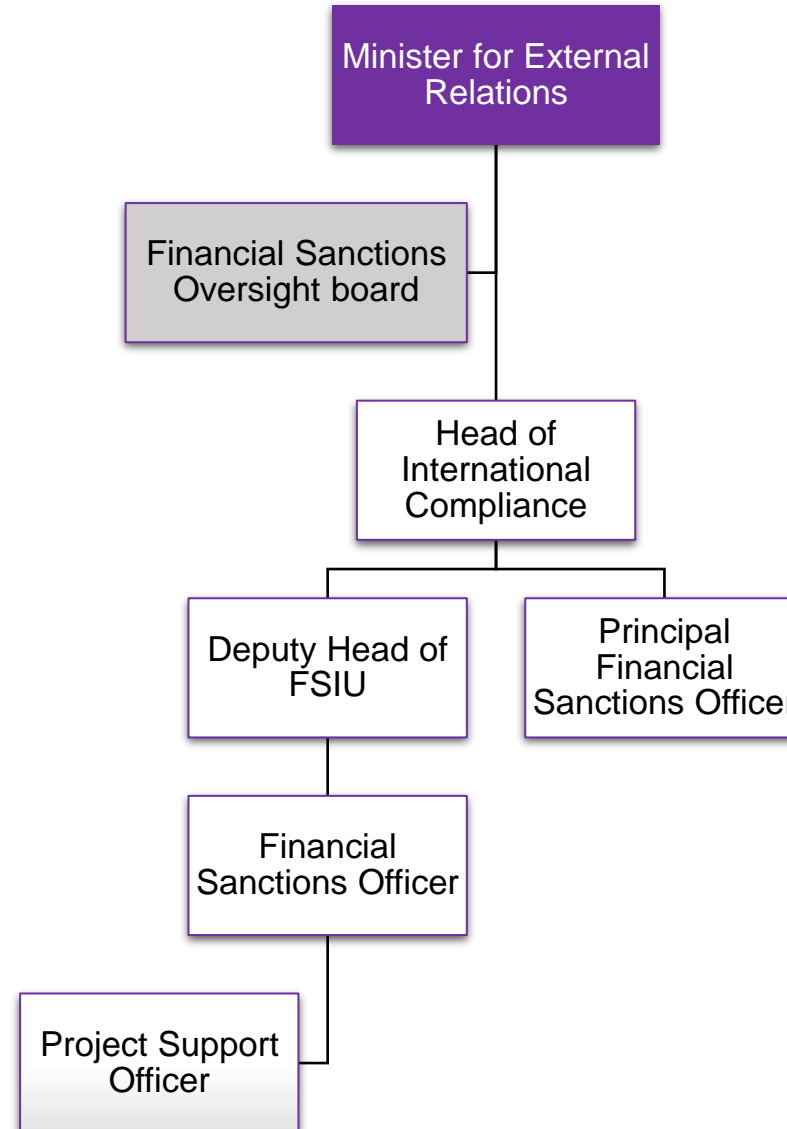 Minister for External
Relations
Financial Sanctions
Oversight board
Head of
International
Compliance
Deputy Head of
FSIU
Principal
Financial
Sanctions Officer
Financial
Sanctions Officer
Project Support
Officer